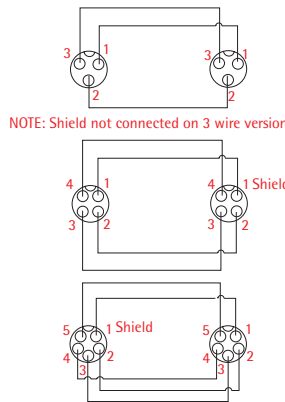 3 1 3 1
2 2
NOTE: Shield not connected on 3 wire version
4 1 4 1 Shield
3 2 3 2
5 1 Shield 5 1
4 2 4 2
3 3